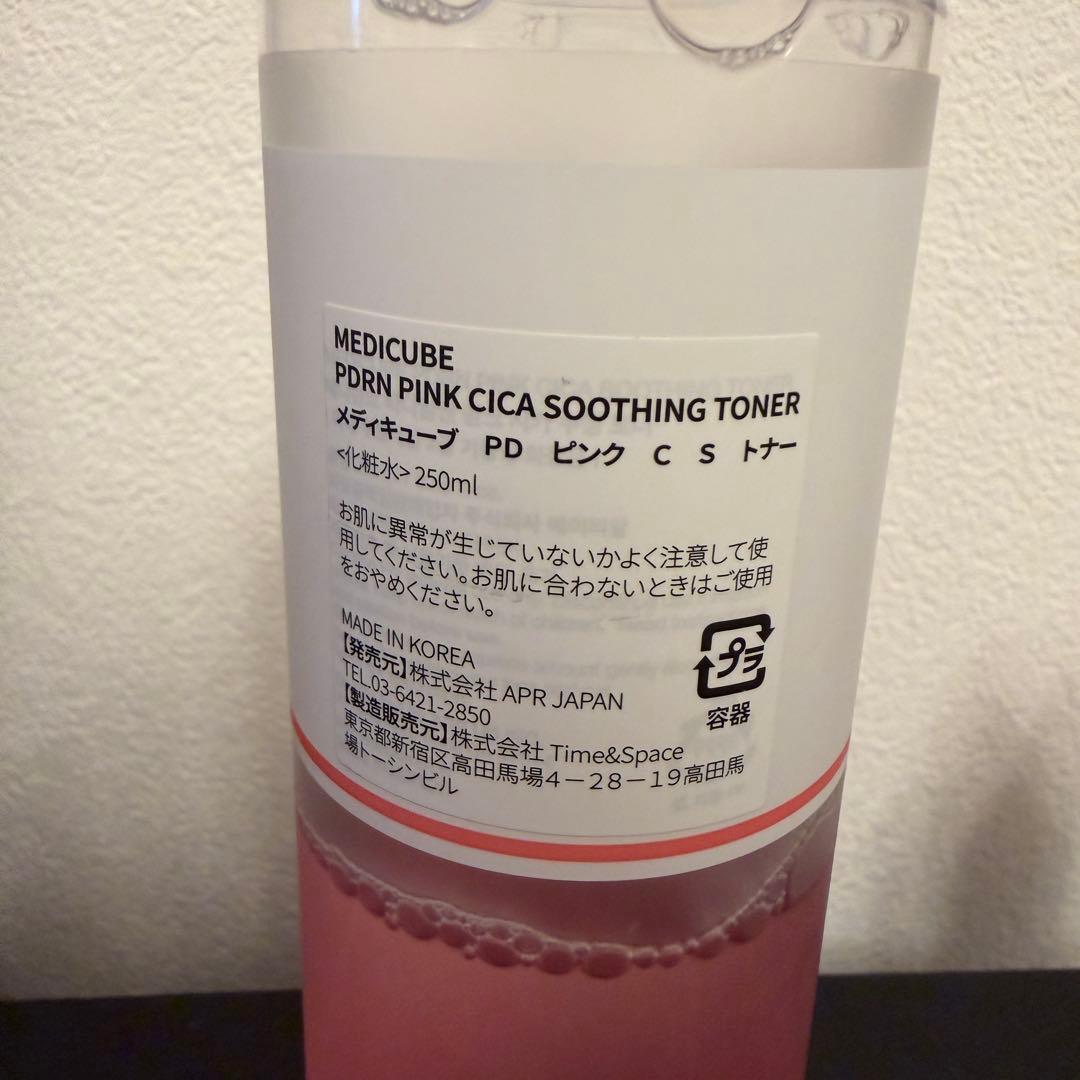 MEDICUBE
PDRN PINK CICA SOOTHING TONER
メディキューブ　PD　ピンク　C　S　トナー
<化粧水> 250ml
お肌に異常が生じていないかよく注意して使
用してください。お肌に合わないときはご使用
をおやめください。
MADE IN KOREA
【発売元】株式会社 APR JAPAN
TEL.03-6421-2850
【製造販売元】株式会社 Time&Space
東京都新宿区高田馬場4－28－19高田馬
場トーシンビル
プラ
容器